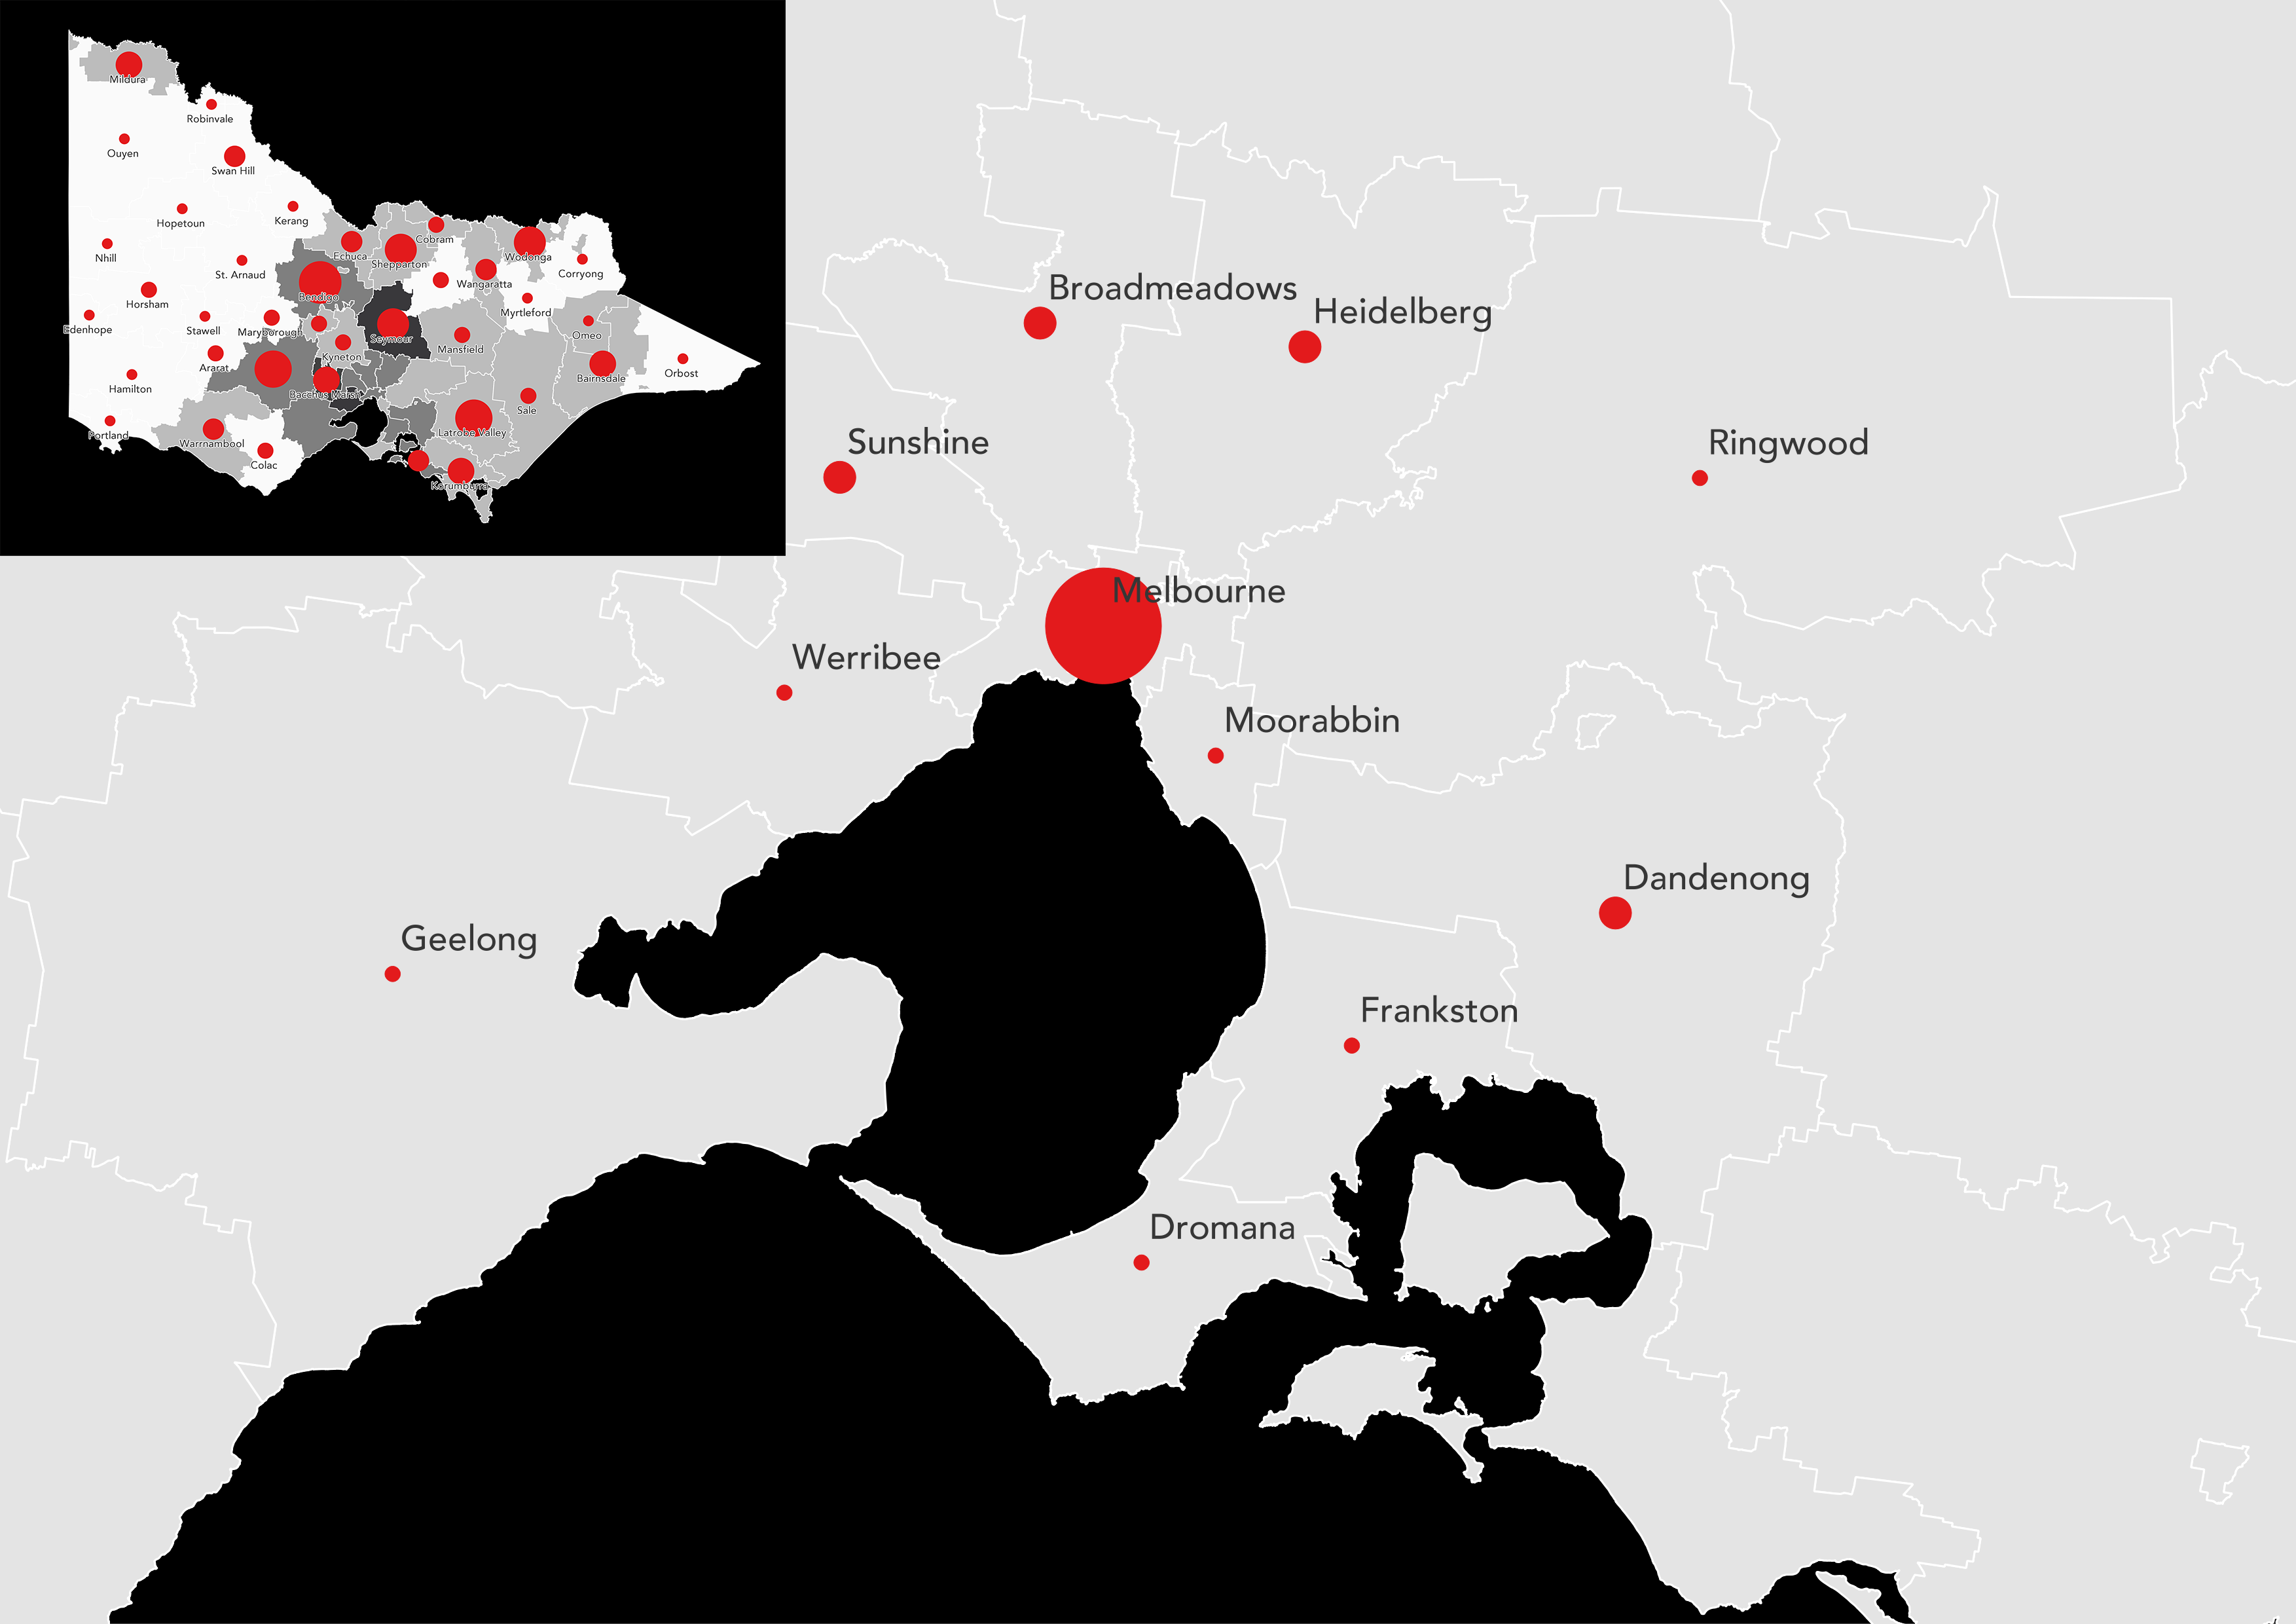 Mildura
Robinvale
Ouyen
Swan Hill
Hopetoun
Kerang
Cobram
Nhill
Echuca
Shepparton
Wodonga
St. Arnaud
Corryong
Wangaratta
Bendigo
Horsham
Myrtleford
Edenhope
Stawell
Maryborough
Seymour
Omeo
Mansfield
Kyneton
Ararat
Orbost
Bairnsdale
Hamilton
Bacchus Marsh
Sale
Portland
Latrobe Valley
Warrnambool
Colac
Korumburra
Broadmeadows
Heidelberg
Sunshine
Ringwood
Melbourne
Werribee
Moorabbin
Dandenong
Geelong
Frankston
Dromana